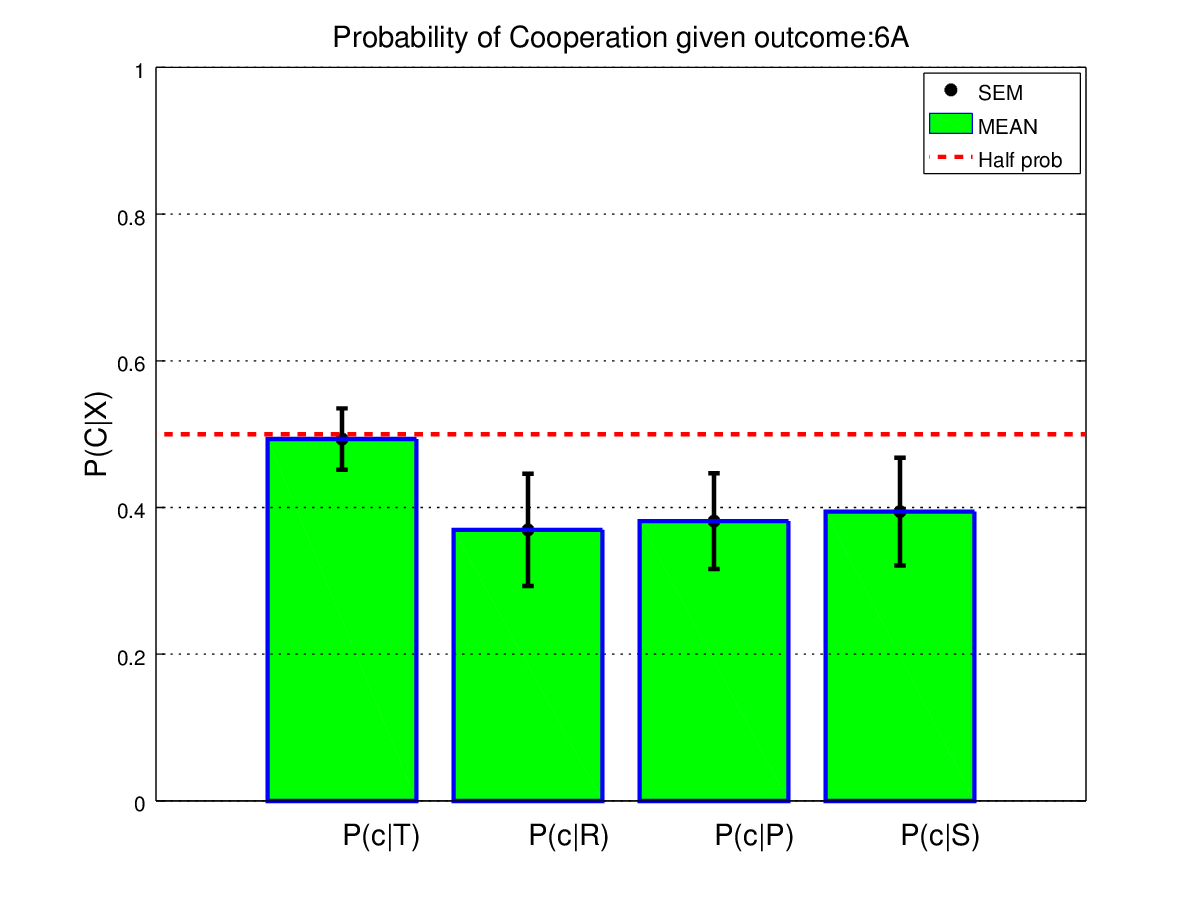 Probability of Cooperation given outcome:6A
SEM
MEAN
Half prob
P(C|X)
1
0.8
0.6
0.4
0.2
0
P(c|T)
P(c|R)
P(c|P)
P(c|S)